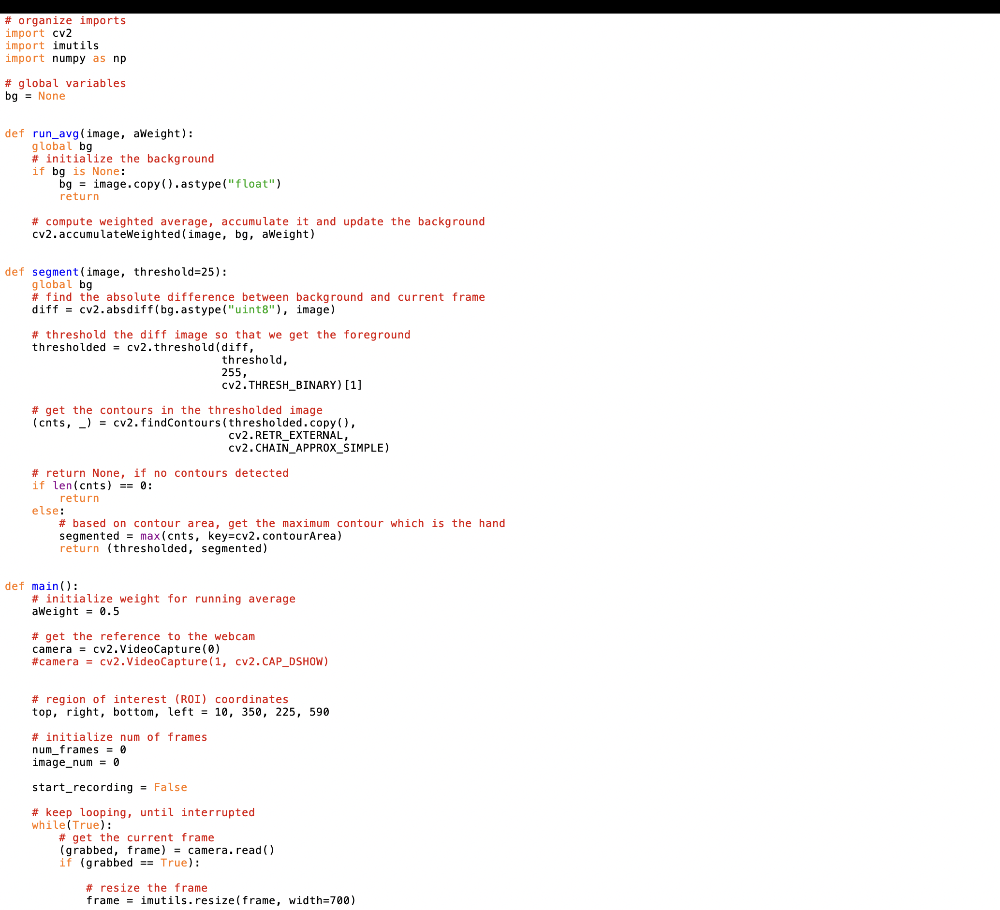 # organize imports
import cv2
import imutils
import numpy as np
# global variables
bg = None
def run_avg(image, aWeight):
    global bg
    # initialize the background
    if bg is None:
        bg = image.copy().astype("float")
        return
    # compute weighted average, accumulate it and update the background
    cv2.accumulateWeighted(image, bg, aWeight)
def segment(image, threshold=25):
    global bg
    # find the absolute difference between background and current frame
    diff = cv2.absdiff(bg.astype("uint8"), image)
    # threshold the diff image so that we get the foreground
    thresholded = cv2.threshold(diff,
                                threshold,
                                255,
                                cv2.THRESH_BINARY)[1]
    # get the contours in the thresholded image
    (cnts, _) = cv2.findContours(thresholded.copy(),
                                 cv2.RETR_EXTERNAL,
                                 cv2.CHAIN_APPROX_SIMPLE)
    # return None, if no contours detected
    if len(cnts) == 0:
        return
    else:
        # based on contour area, get the maximum contour which is the hand
        segmented = max(cnts, key=cv2.contourArea)
        return (thresholded, segmented)
def main():
    # initialize weight for running average
    aWeight = 0.5
    # get the reference to the webcam
    camera = cv2.VideoCapture(0)
    #camera = cv2.VideoCapture(1, cv2.CAP_DSHOW)
    # region of interest (ROI) coordinates
    top, right, bottom, left = 10, 350, 225, 590
    # initialize num of frames
    num_frames = 0
    image_num = 0
    start_recording = False
    # keep looping, until interrupted
    while(True):
        # get the current frame
        (grabbed, frame) = camera.read()
        if (grabbed == True):
            # resize the frame
            frame = imutils.resize(frame, width=700)